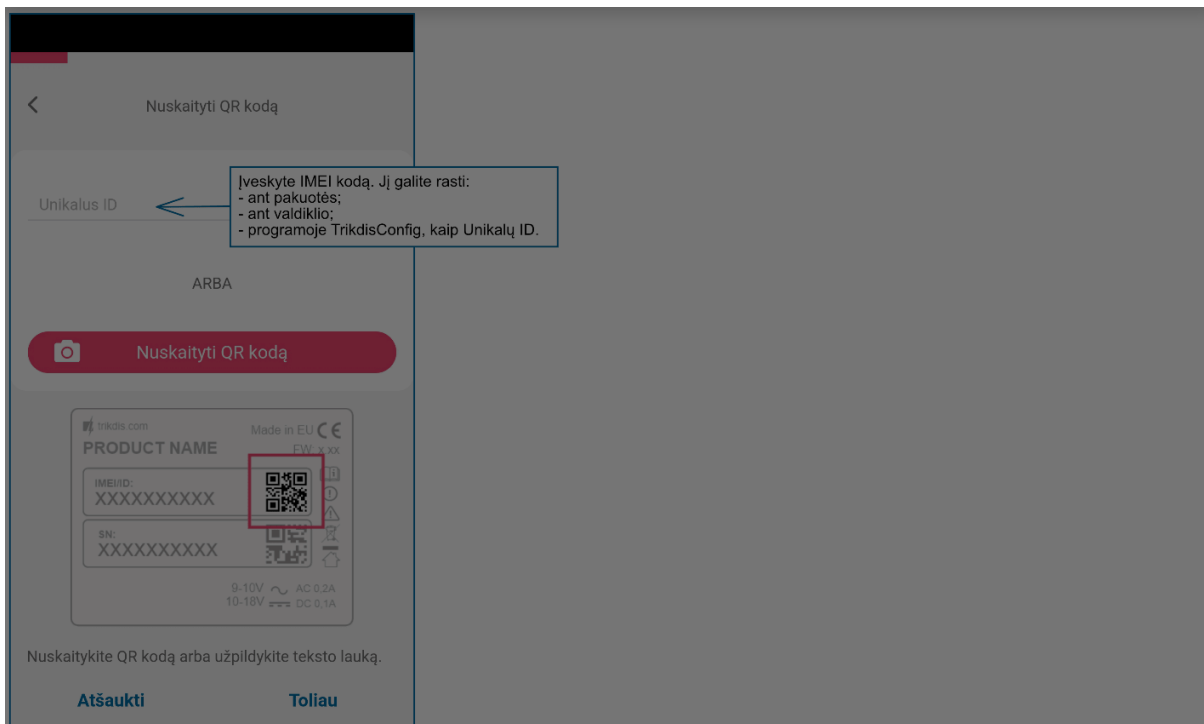 Nuskaityti QR kodą
Unikalus ID
Įveskyte IMEI kodą. Jį galite rasti:
- ant pakuotės;
- ant valdiklio;
- programoje TrikdisConfig, kaip Unikalų ID.
ARBA
Nuskaityti QR kodą
trikdis.com
Made in EU CE
PRODUCT NAME
FW: x.xx
IMEI/ID:
XXXXXXXXXX
SN:
XXXXXXXXXX
9-10V AC 0,2A
10-18V DC 0,1A
Nuskaitykite QR kodą arba užpildykite teksto lauką.
Atšaukti
Toliau